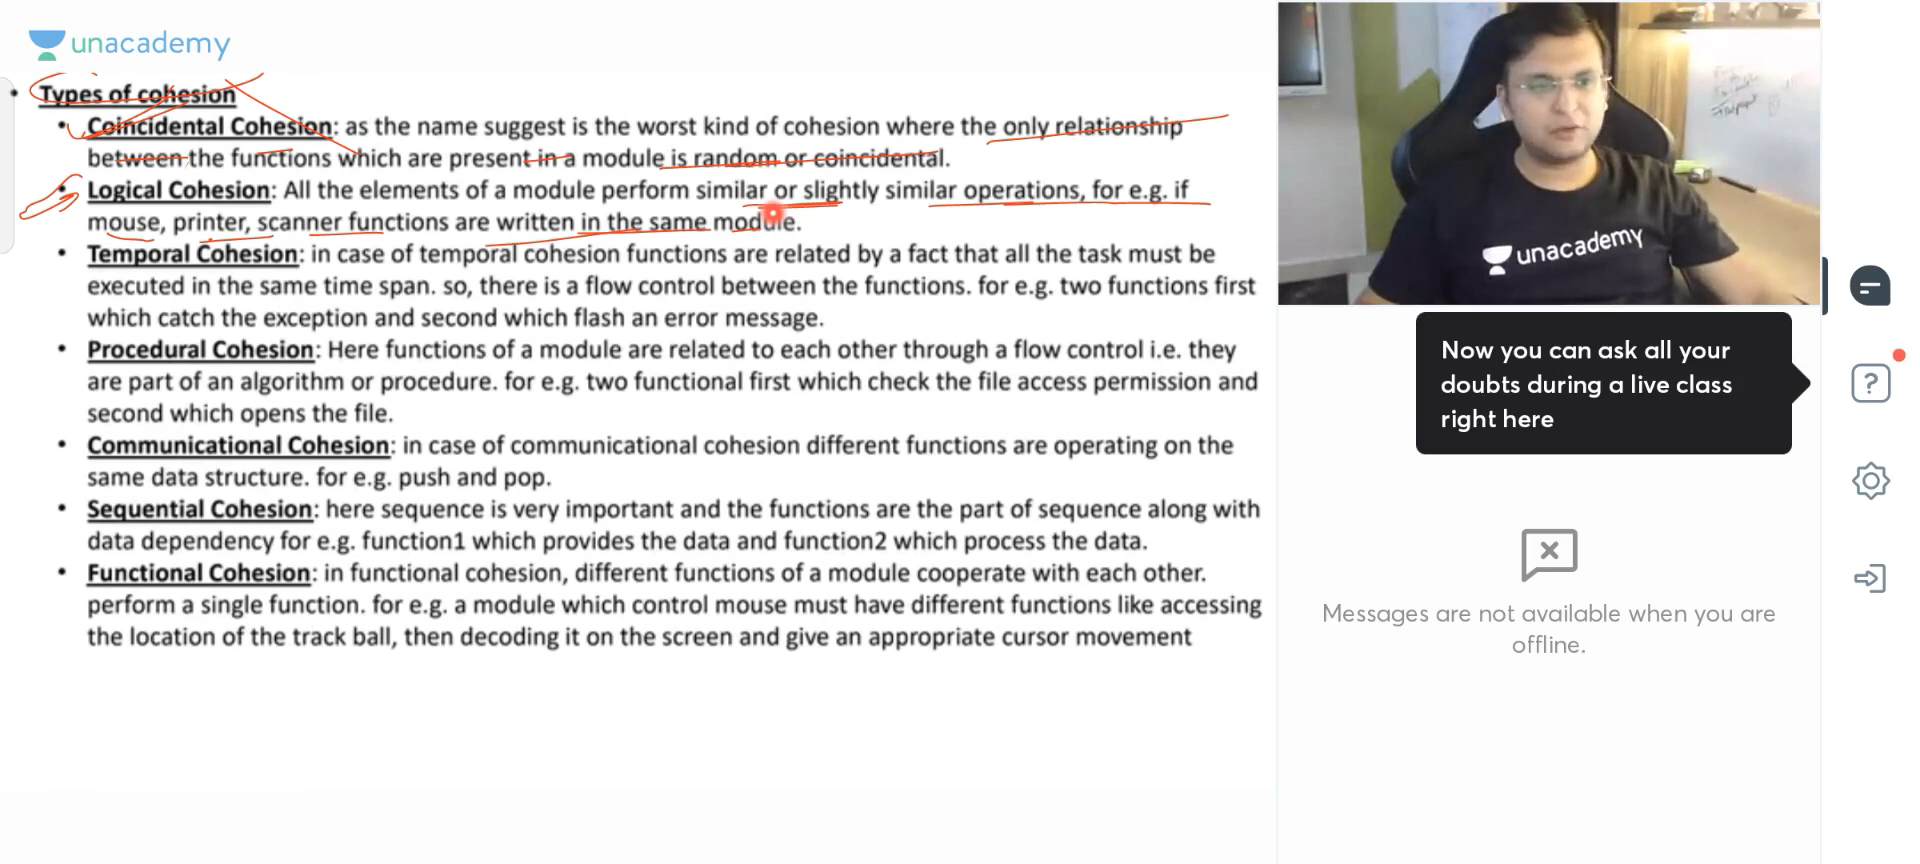 unacademy
• Types of cohesion
• Coincidental Cohesion: as the name suggest is the worst kind of cohesion where the only relationship
between the functions which are present in a module is random or coincidental.
• Logical Cohesion: All the elements of a module perform similar or slightly similar operations, for e.g. if
mouse, printer, scanner functions are written in the same module.
• Temporal Cohesion: in case of temporal cohesion functions are related by a fact that all the task must be
executed in the same time span. so, there is a flow control between the functions. for e.g. two functions first
which catch the exception and second which flash an error message.
• Procedural Cohesion: Here functions of a module are related to each other through a flow control i.e. they
are part of an algorithm or procedure. for e.g. two functional first which check the file access permission and
second which opens the file.
• Communicational Cohesion: in case of communicational cohesion different functions are operating on the
same data structure. for e.g. push and pop.
• Sequential Cohesion: here sequence is very important and the functions are the part of sequence along with
data dependency for e.g. function1 which provides the data and function2 which process the data.
• Functional Cohesion: in functional cohesion, different functions of a module cooperate with each other.
perform a single function. for e.g. a module which control mouse must have different functions like accessing
the location of the track ball, then decoding it on the screen and give an appropriate cursor movement
unacademy
Now you can ask all your
doubts during a live class
right here
?
Messages are not available when you are
offline.